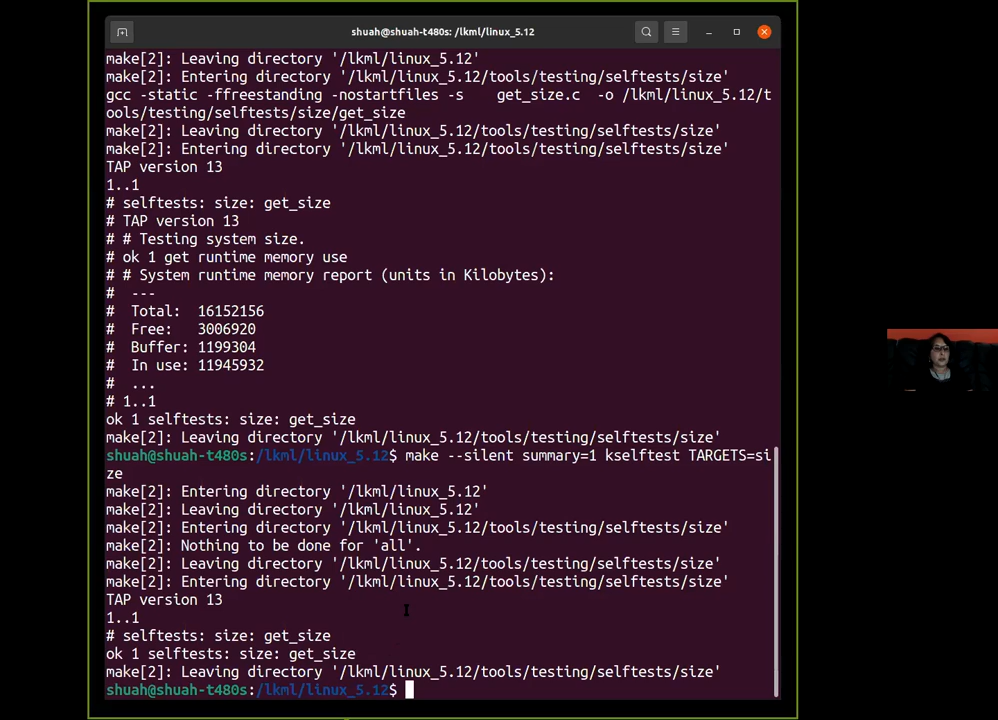 shuah@shuah-t480s: /lkml/linux_5.12
make[2]: Leaving directory '/lkml/linux_5.12'
make[2]: Entering directory '/lkml/linux_5.12/tools/testing/selftests/size'
gcc -static -ffreestanding -nostartfiles -s    get_size.c  -o /lkml/linux_5.12/t
ools/testing/selftests/size/get_size
make[2]: Leaving directory '/lkml/linux_5.12/tools/testing/selftests/size'
make[2]: Entering directory '/lkml/linux_5.12/tools/testing/selftests/size'
TAP version 13
1..1
# selftests: size: get_size
# TAP version 13
# # Testing system size.
# ok 1 get runtime memory use
# # System runtime memory report (units in Kilobytes):
#  ---
#  Total:  16152156
#  Free:   3006920
#  Buffer: 1199304
#  In use: 11945932
#  ...
# 1..1
ok 1 selftests: size: get_size
make[2]: Leaving directory '/lkml/linux_5.12/tools/testing/selftests/size'
shuah@shuah-t480s:/lkml/linux_5.12$ make --silent summary=1 kselftest TARGETS=si
ze
make[2]: Entering directory '/lkml/linux_5.12'
make[2]: Leaving directory '/lkml/linux_5.12'
make[2]: Entering directory '/lkml/linux_5.12/tools/testing/selftests/size'
make[2]: Nothing to be done for 'all'.
make[2]: Leaving directory '/lkml/linux_5.12/tools/testing/selftests/size'
make[2]: Entering directory '/lkml/linux_5.12/tools/testing/selftests/size'
TAP version 13
1..1
# selftests: size: get_size
ok 1 selftests: size: get_size
make[2]: Leaving directory '/lkml/linux_5.12/tools/testing/selftests/size'
shuah@shuah-t480s:/lkml/linux_5.12$